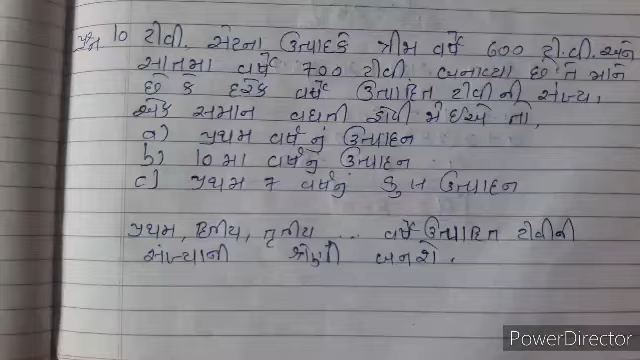 પ્રશ્ન 10 ટીવી. સેટના ઉત્પાદકે ત્રીજા વર્ષે 600 ટી.વી. અને
સાતમા વર્ષે 700 ટીવી બનાવ્યા છે તે માને
છે કે દરેક વર્ષે ઉત્પાદિત ટીવીની સંખ્યા
એક સમાન વધતી હોવી જોઈએ તો,
a) પ્રથમ વર્ષનું ઉત્પાદન
b) 10મા વર્ષનું ઉત્પાદન
c) પ્રથમ 7 વર્ષનું કુલ ઉત્પાદન
પ્રથમ, દ્વિતીય, તૃતીય ... વર્ષે ઉત્પાદિત ટીવીની
સંખ્યાની શ્રેણી બનશે.
PowerDirector